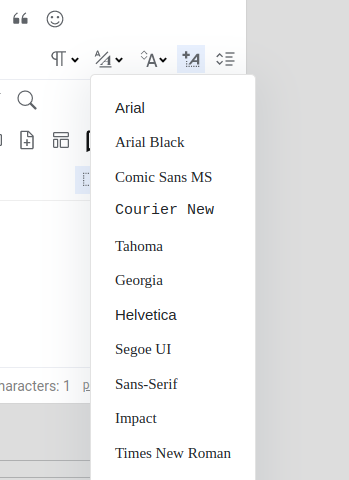 Arial
Arial Black
Comic Sans MS
Courier New
Tahoma
Georgia
Helvetica
Segoe UI
Sans-Serif
Impact
Times New Roman
haracters: 1 p